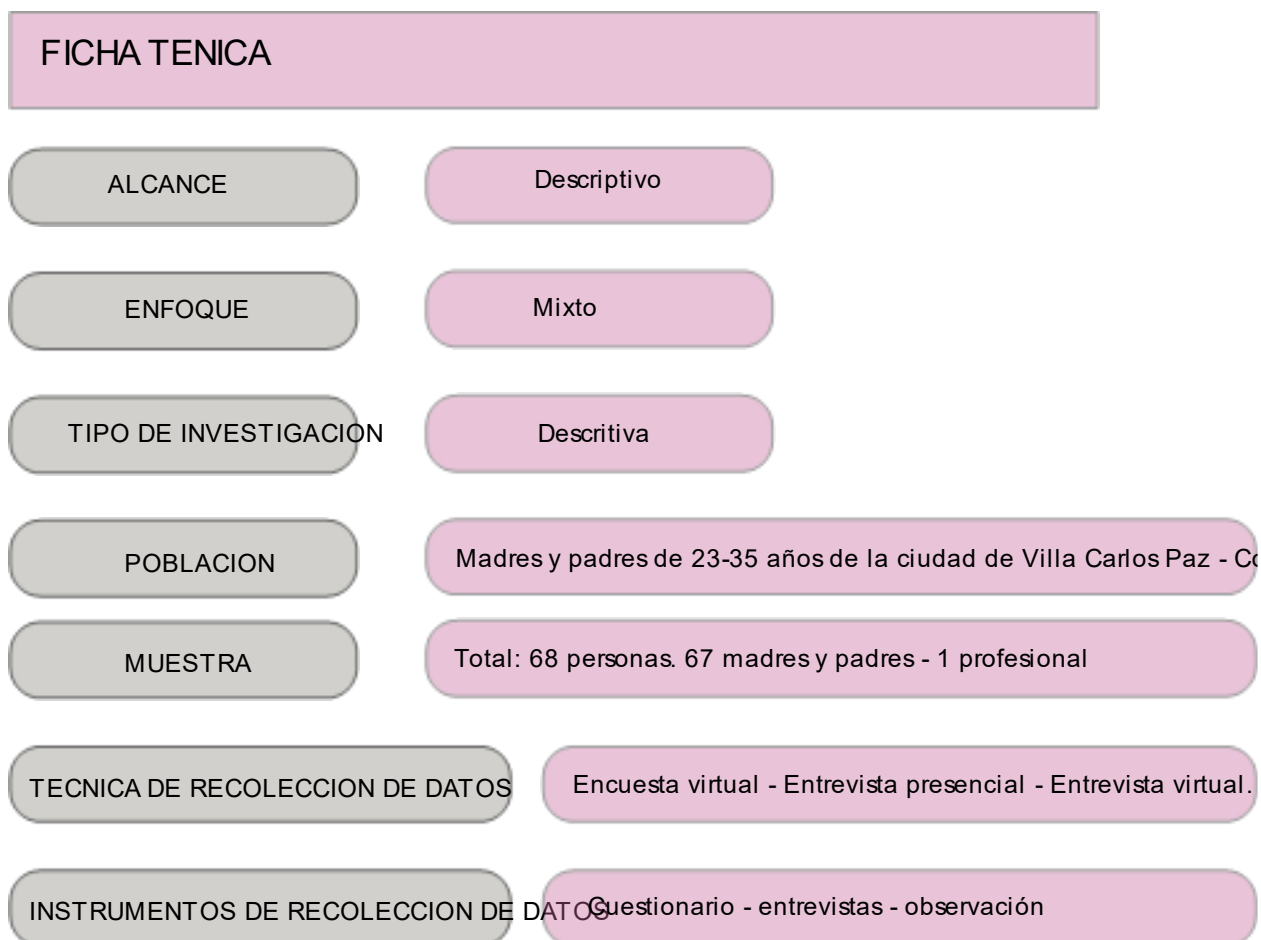 FICHA TENICA
ALCANCE
Descriptivo
ENFOQUE
Mixto
TIPO DE INVESTIGACION
Descritiva
POBLACION
Madres y padres de 23-35 años de la ciudad de Villa Carlos Paz -
MUESTRA
Total: 68 personas. 67 madres y padres - 1 profesional
TECNICA DE RECOLECCION DE DATOS
Encuesta virtual - Entrevista presencial - Entrevista virtual.
INSTRUMENTOS DE RECOLECCION DE DATOS
Cuestionario - entrevistas - observación